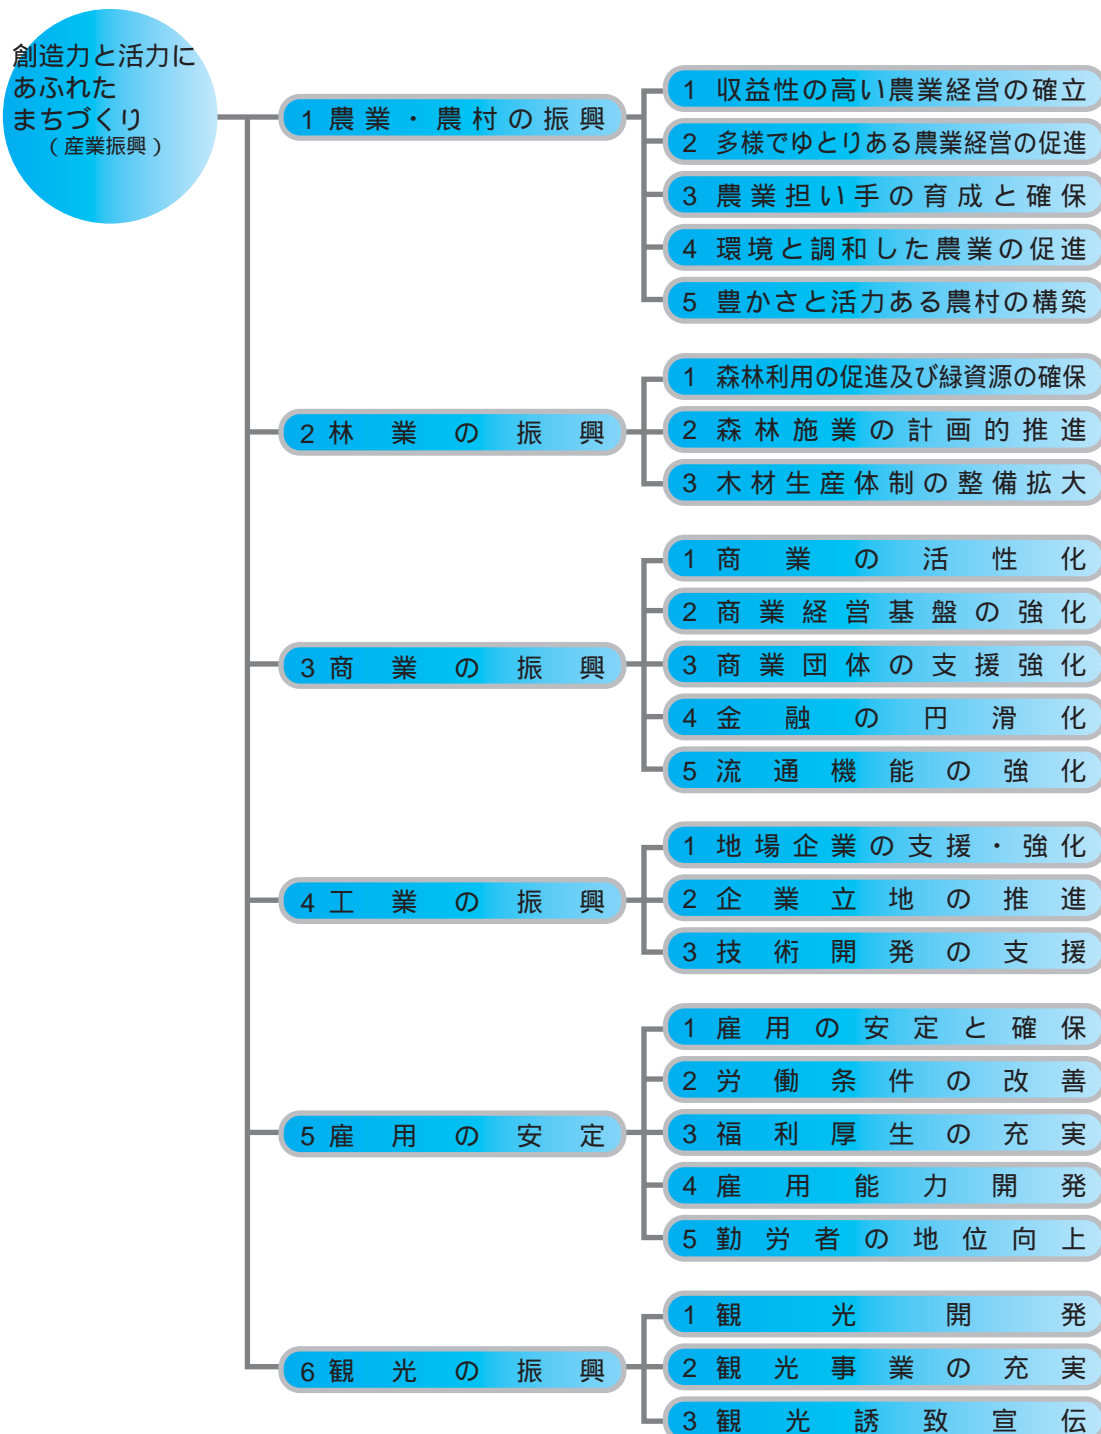 創造力と活力に
あふれた
まちづくり
（産業振興）
1 農業・農村の振興
1 収益性の高い農業経営の確立
2 多様でゆとりある農業経営の促進
3 農業担い手の育成と確保
4 環境と調和した農業の促進
5 豊かさと活力ある農村の構築
2 林業の振興
1 森林利用の促進及び緑資源の確保
2 森林施業の計画的推進
3 木材生産体制の整備拡大
3 商業の振興
1 商業の活性化
2 商業経営基盤の強化
3 商業団体の支援強化
4 金融の円滑化
5 流通機能の強化
4 工業の振興
1 地場企業の支援・強化
2 企業立地の推進
3 技術開発の支援
5 雇用の安定
1 雇用の安定と確保
2 労働条件の改善
3 福利厚生の充実
4 雇用能力開発
5 勤労者の地位向上
6 観光の振興
1 観光開発
2 観光事業の充実
3 観光誘致宣伝